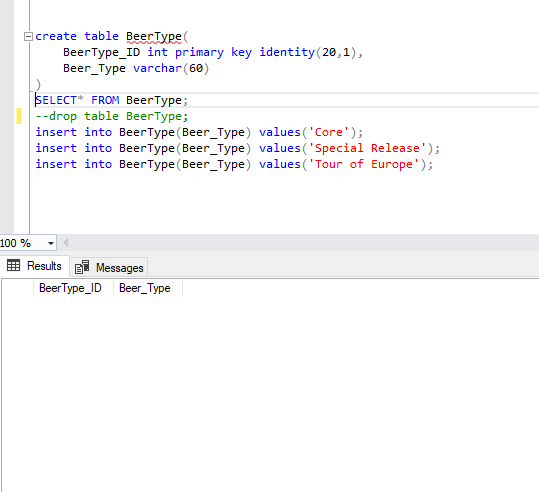 create table BeerType(
BeerType_ID int primary key identity(20,1),
Beer_Type varchar(60)
)
SELECT* FROM BeerType;
--drop table BeerType;
insert into BeerType(Beer_Type) values('Core');
insert into BeerType(Beer_Type) values('Special Release');
insert into BeerType(Beer_Type) values('Tour of Europe');
100 %
Results Messages
BeerType_ID Beer_Type